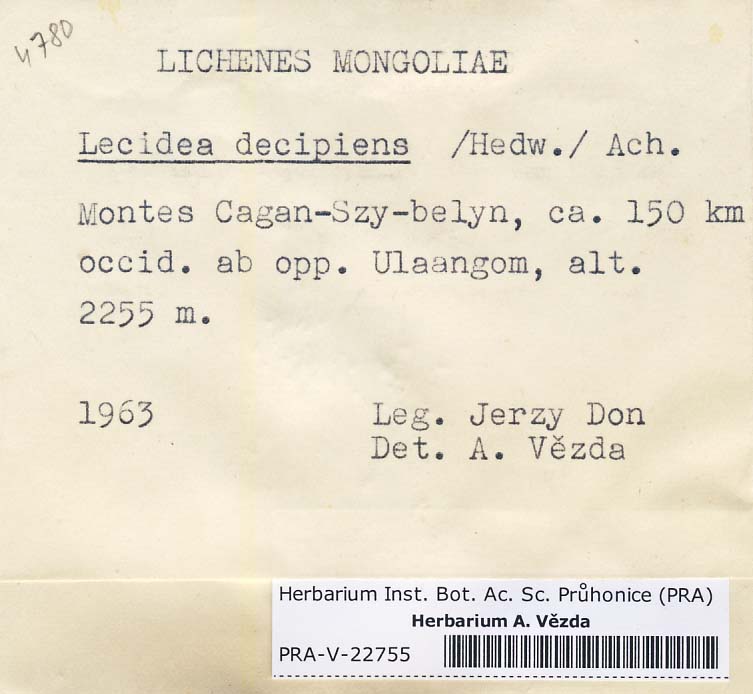 4780
LICHENES MONGOLIAE
Lecidea decipiens /Hedw./ Ach.
Montes Cagan-Szy-belyn, ca. 150 km
occid. ab opp. Ulaangom, alt.
2255 m.
1963
Leg. Jerzy Don
Det. A. Vězda
Herbarium Inst. Bot. Ac. Sc. Průhonice (PRA)
Herbarium A. Vězda
PRA-V-22755